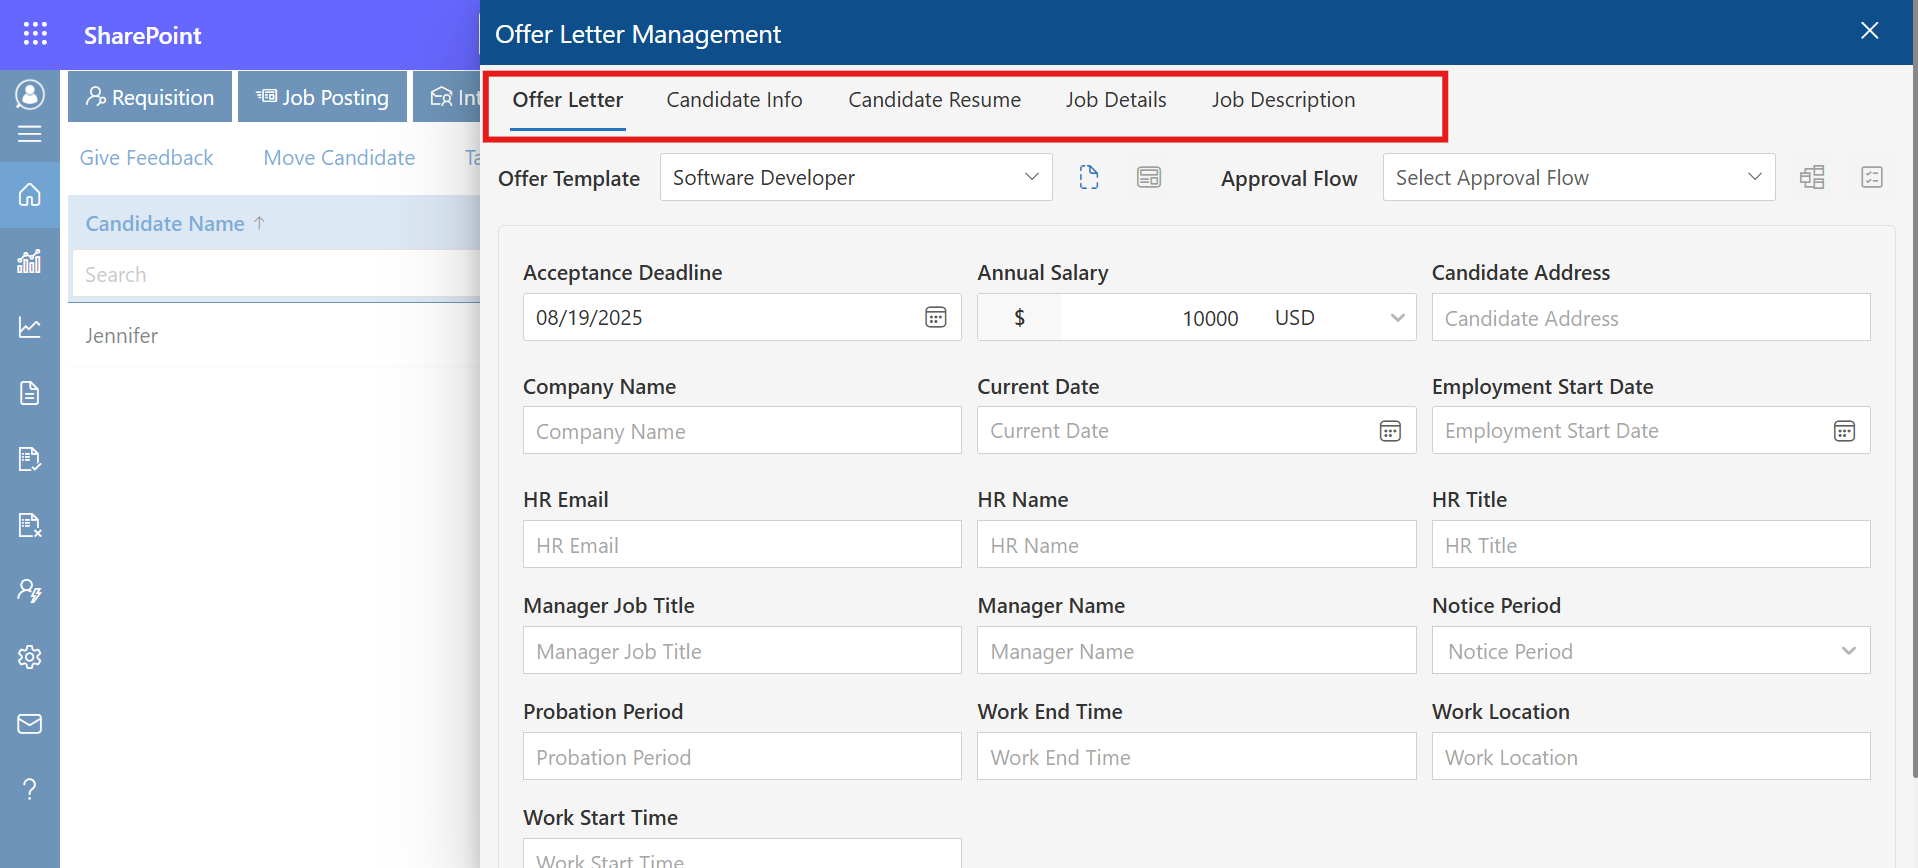 SharePoint
Offer Letter Management
Requisition
Job Posting
Int
Offer Letter
Candidate Info
Candidate Resume
Job Details
Job Description
Give Feedback
Move Candidate
Ta
Offer Template
Software Developer
Approval Flow
Select Approval Flow
Candidate Name ↑
Search
Jennifer
Acceptance Deadline
Annual Salary
Candidate Address
08/19/2025
$ 10000 USD
Candidate Address
Company Name
Current Date
Employment Start Date
Company Name
Current Date
Employment Start Date
HR Email
HR Name
HR Title
HR Email
HR Name
HR Title
Manager Job Title
Manager Name
Notice Period
Manager Job Title
Manager Name
Notice Period
Probation Period
Work End Time
Work Location
Probation Period
Work End Time
Work Location
Work Start Time
Work Start Time